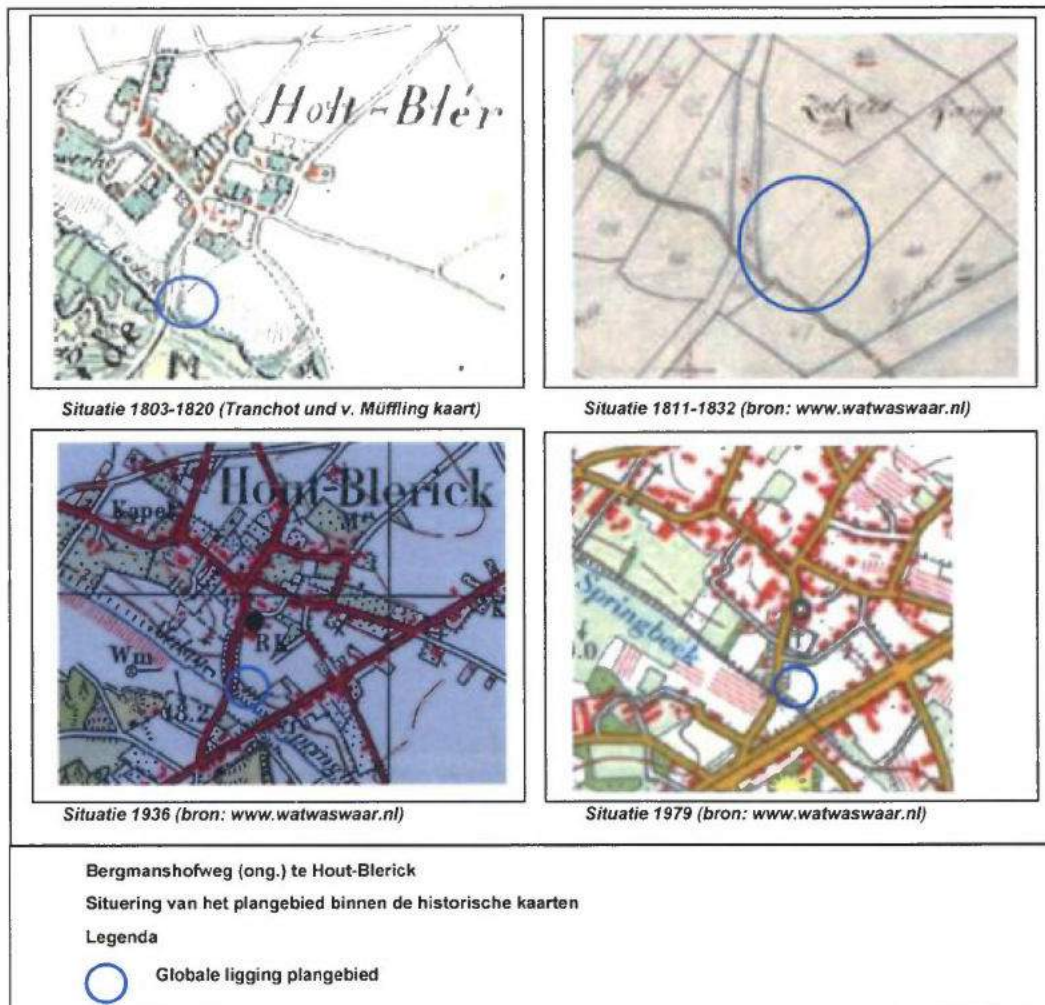 Holt-Blér
Situatie 1803-1820 (Tranchot und v. Müffling kaart)
Situatie 1811-1832 (bron: www.watwaswaar.nl)
Hout-Blerick
Kapel
RK
Wm
18.2
Situatie 1936 (bron: www.watwaswaar.nl)
Springbeek
Situatie 1979 (bron: www.watwaswaar.nl)
Bergmanshofweg (ong.) te Hout-Blerick
Situering van het plangebied binnen de historische kaarten
Legenda
Globale ligging plangebied